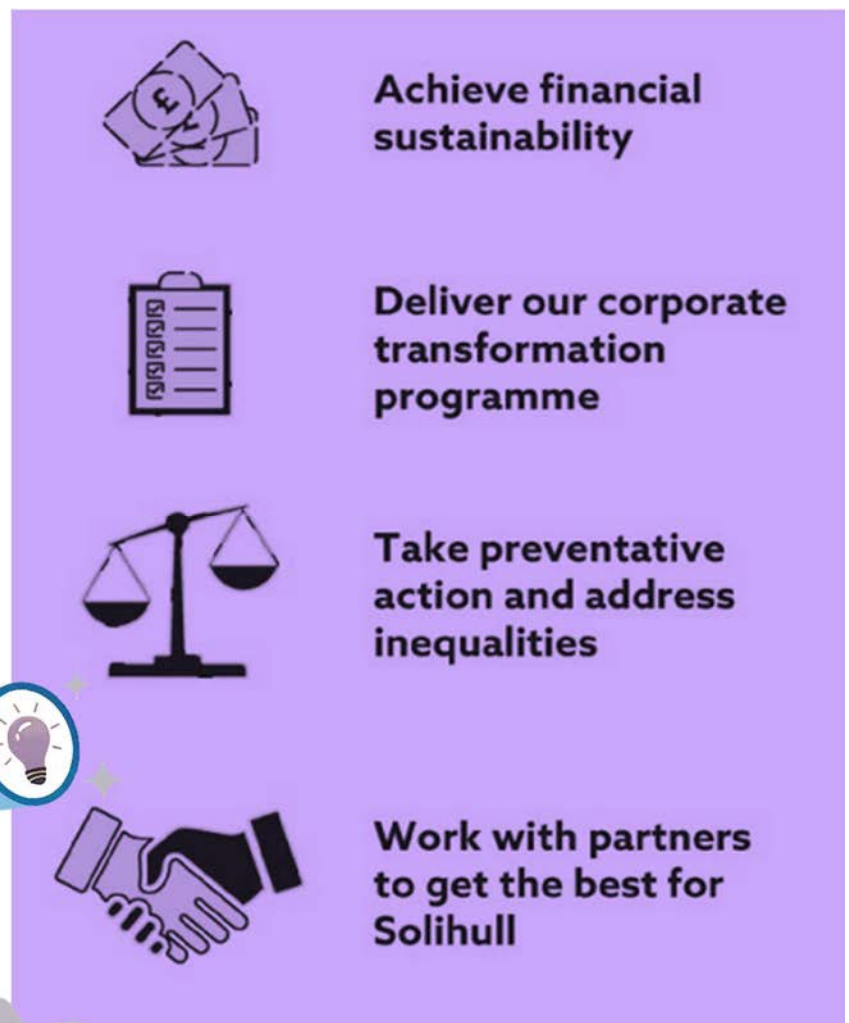 Achieve financial
sustainability
Deliver our corporate
transformation
programme
Take preventative
action and address
inequalities
Work with partners
to get the best for
Solihull